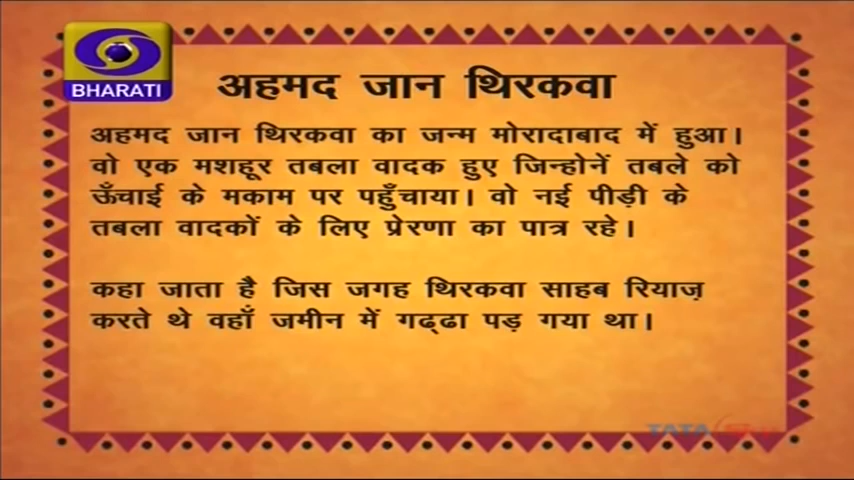 BHARATI
अहमद जान थिरकवा
अहमद जान थिरकवा का जन्म मोरादाबाद में हुआ।
वो एक मशहूर तबला वादक हुए जिन्होनें तबले को
ऊँचाई के मकाम पर पहुँचाया। वो नई पीड़ी के
तबला वादकों के लिए प्रेरणा का पात्र रहे।
कहा जाता है जिस जगह थिरकवा साहब रियाज़
करते थे वहाँ जमीन में गढ्ढा पड़ गया था।
TATA Sky